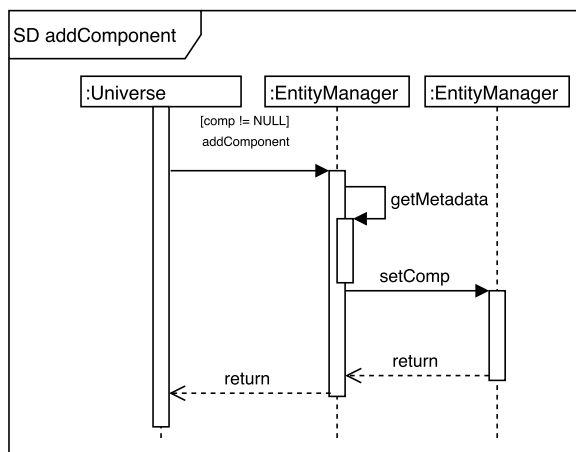 SD addComponent
:Universe
:EntityManager
:EntityManager
[comp != NULL]
addComponent
getMetadata
setComp
return
return